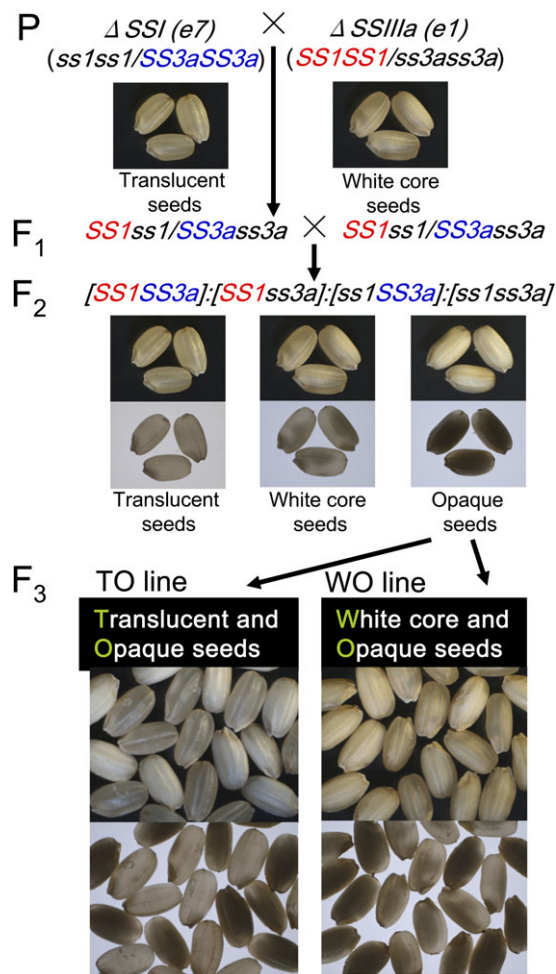 P
Δ SSI (e7) × Δ SSIIIa (e1)
(ss1ss1/SS3aSS3a) (SS1SS1/ss3ass3a)
Translucent seeds
White core seeds
F1
SS1ss1/SS3ass3a × SS1ss1/SS3ass3a
F2
[SS1SS3a]:[SS1ss3a]:[ss1SS3a]:[ss1ss3a]
Translucent seeds
White core seeds
Opaque seeds
F3
TO line
WO line
Translucent and
Opaque seeds
White core and
Opaque seeds